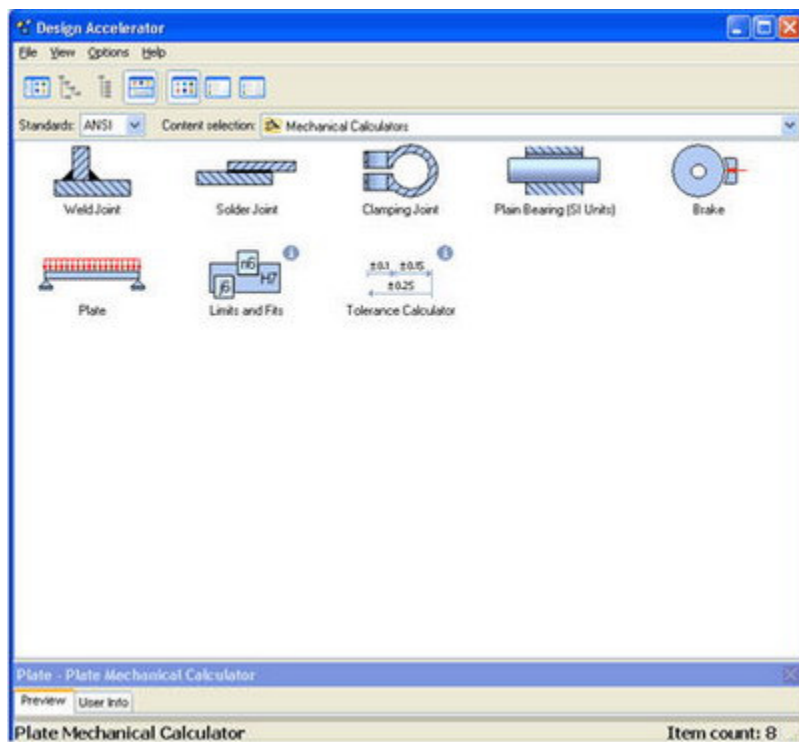 Design Accelerator
File View Options Help
Standards: ANSI Content selection: Mechanical Calculators
Weld Joint Solder Joint Clamping Joint Plain Bearing (SI Units) Brake
n6
j6 H7
±0.1 ±0.15
±0.25
Plate Limits and Fits Tolerance Calculator
Plate - Plate Mechanical Calculator
Preview User Info
Plate Mechanical Calculator Item count: 8